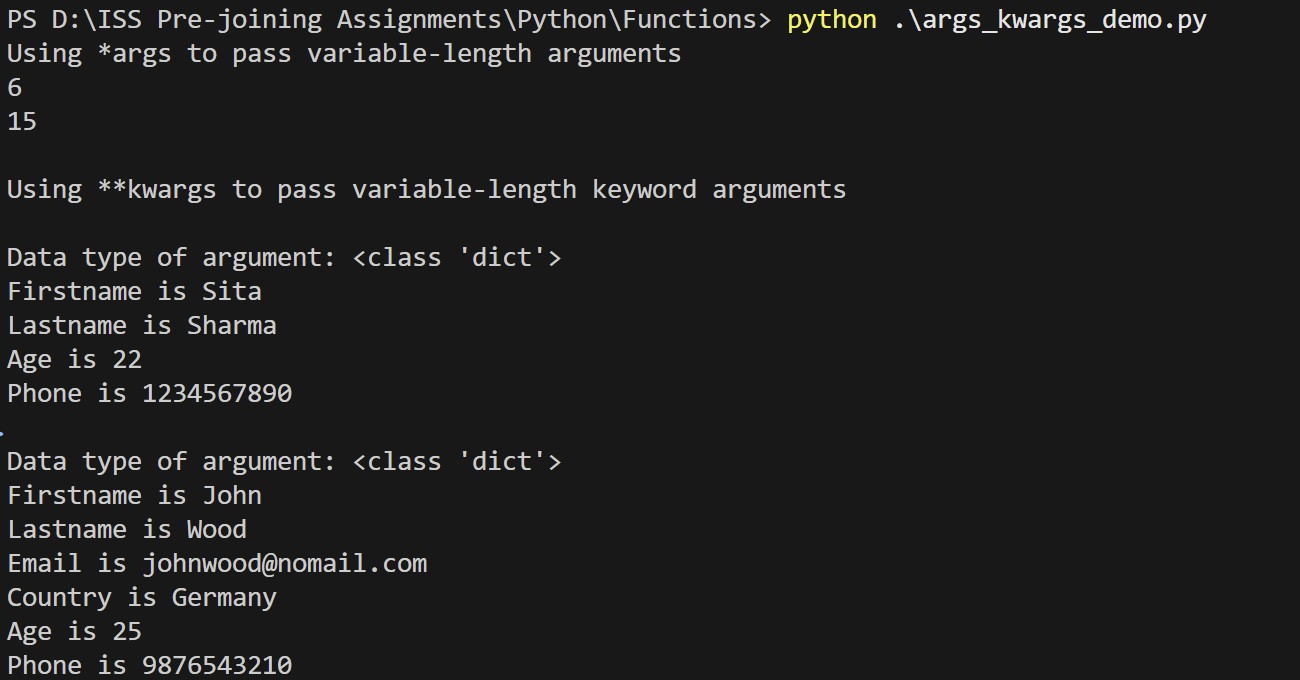 PS D:\ISS Pre-joining Assignments\Python\Functions> python .\args_kwargs_demo.py
Using *args to pass variable-length arguments
6
15
Using **kwargs to pass variable-length keyword arguments
Data type of argument: <class 'dict'>
Firstname is Sita
Lastname is Sharma
Age is 22
Phone is 1234567890
Data type of argument: <class 'dict'>
Firstname is John
Lastname is Wood
Email is johnwood@nomail.com
Country is Germany
Age is 25
Phone is 9876543210